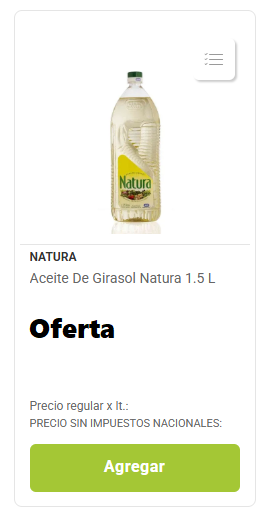 Natura
NATURA
Aceite De Girasol Natura 1.5 L
Oferta
Precio regular x lt.:
PRECIO SIN IMPUESTOS NACIONALES:
Agregar